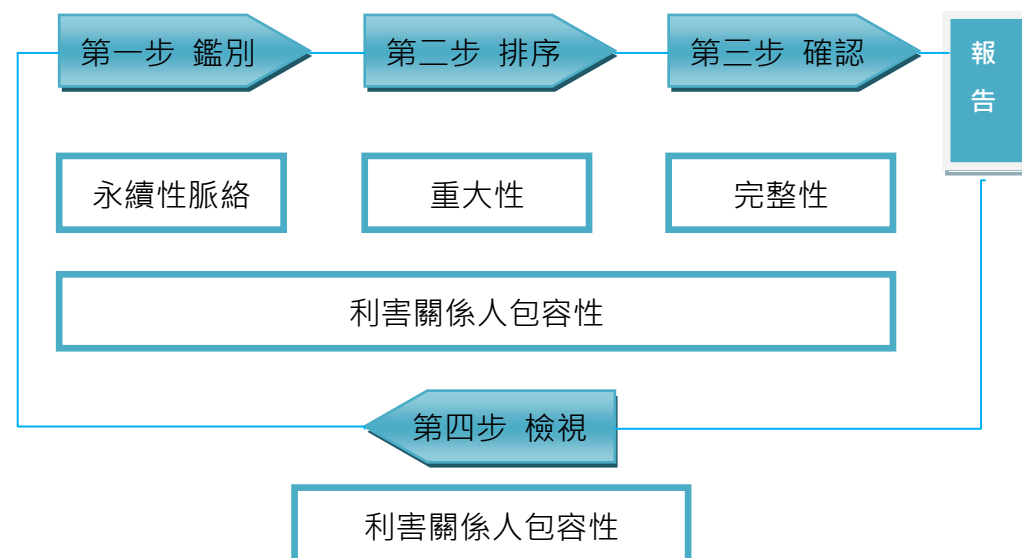 第一步 鑑別
第二步 排序
第三步 確認
報
告
永續性脈絡
重大性
完整性
利害關係人包容性
第四步 檢視
利害關係人包容性